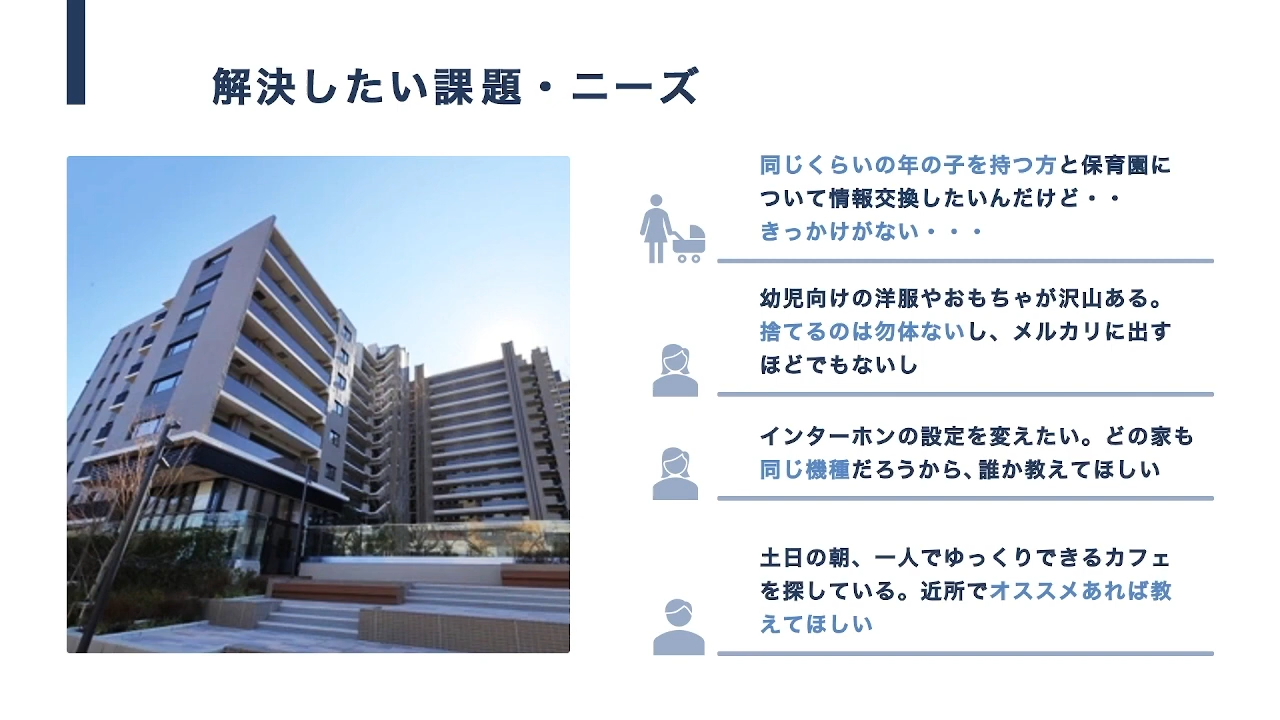 解決したい課題・ニーズ
同じくらいの年の子を持つ方と保育園に
ついて情報交換したいんだけど・・
きっかけがない・・・
幼児向けの洋服やおもちゃが沢山ある。
捨てるのは勿体ないし、メルカリに出す
ほどでもないし
インターホンの設定を変えたい。どの家も
同じ機種だろうから、誰か教えてほしい
土日の朝、一人でゆっくりできるカフェ
を探している。近所でオススメあれば教
えてほしい